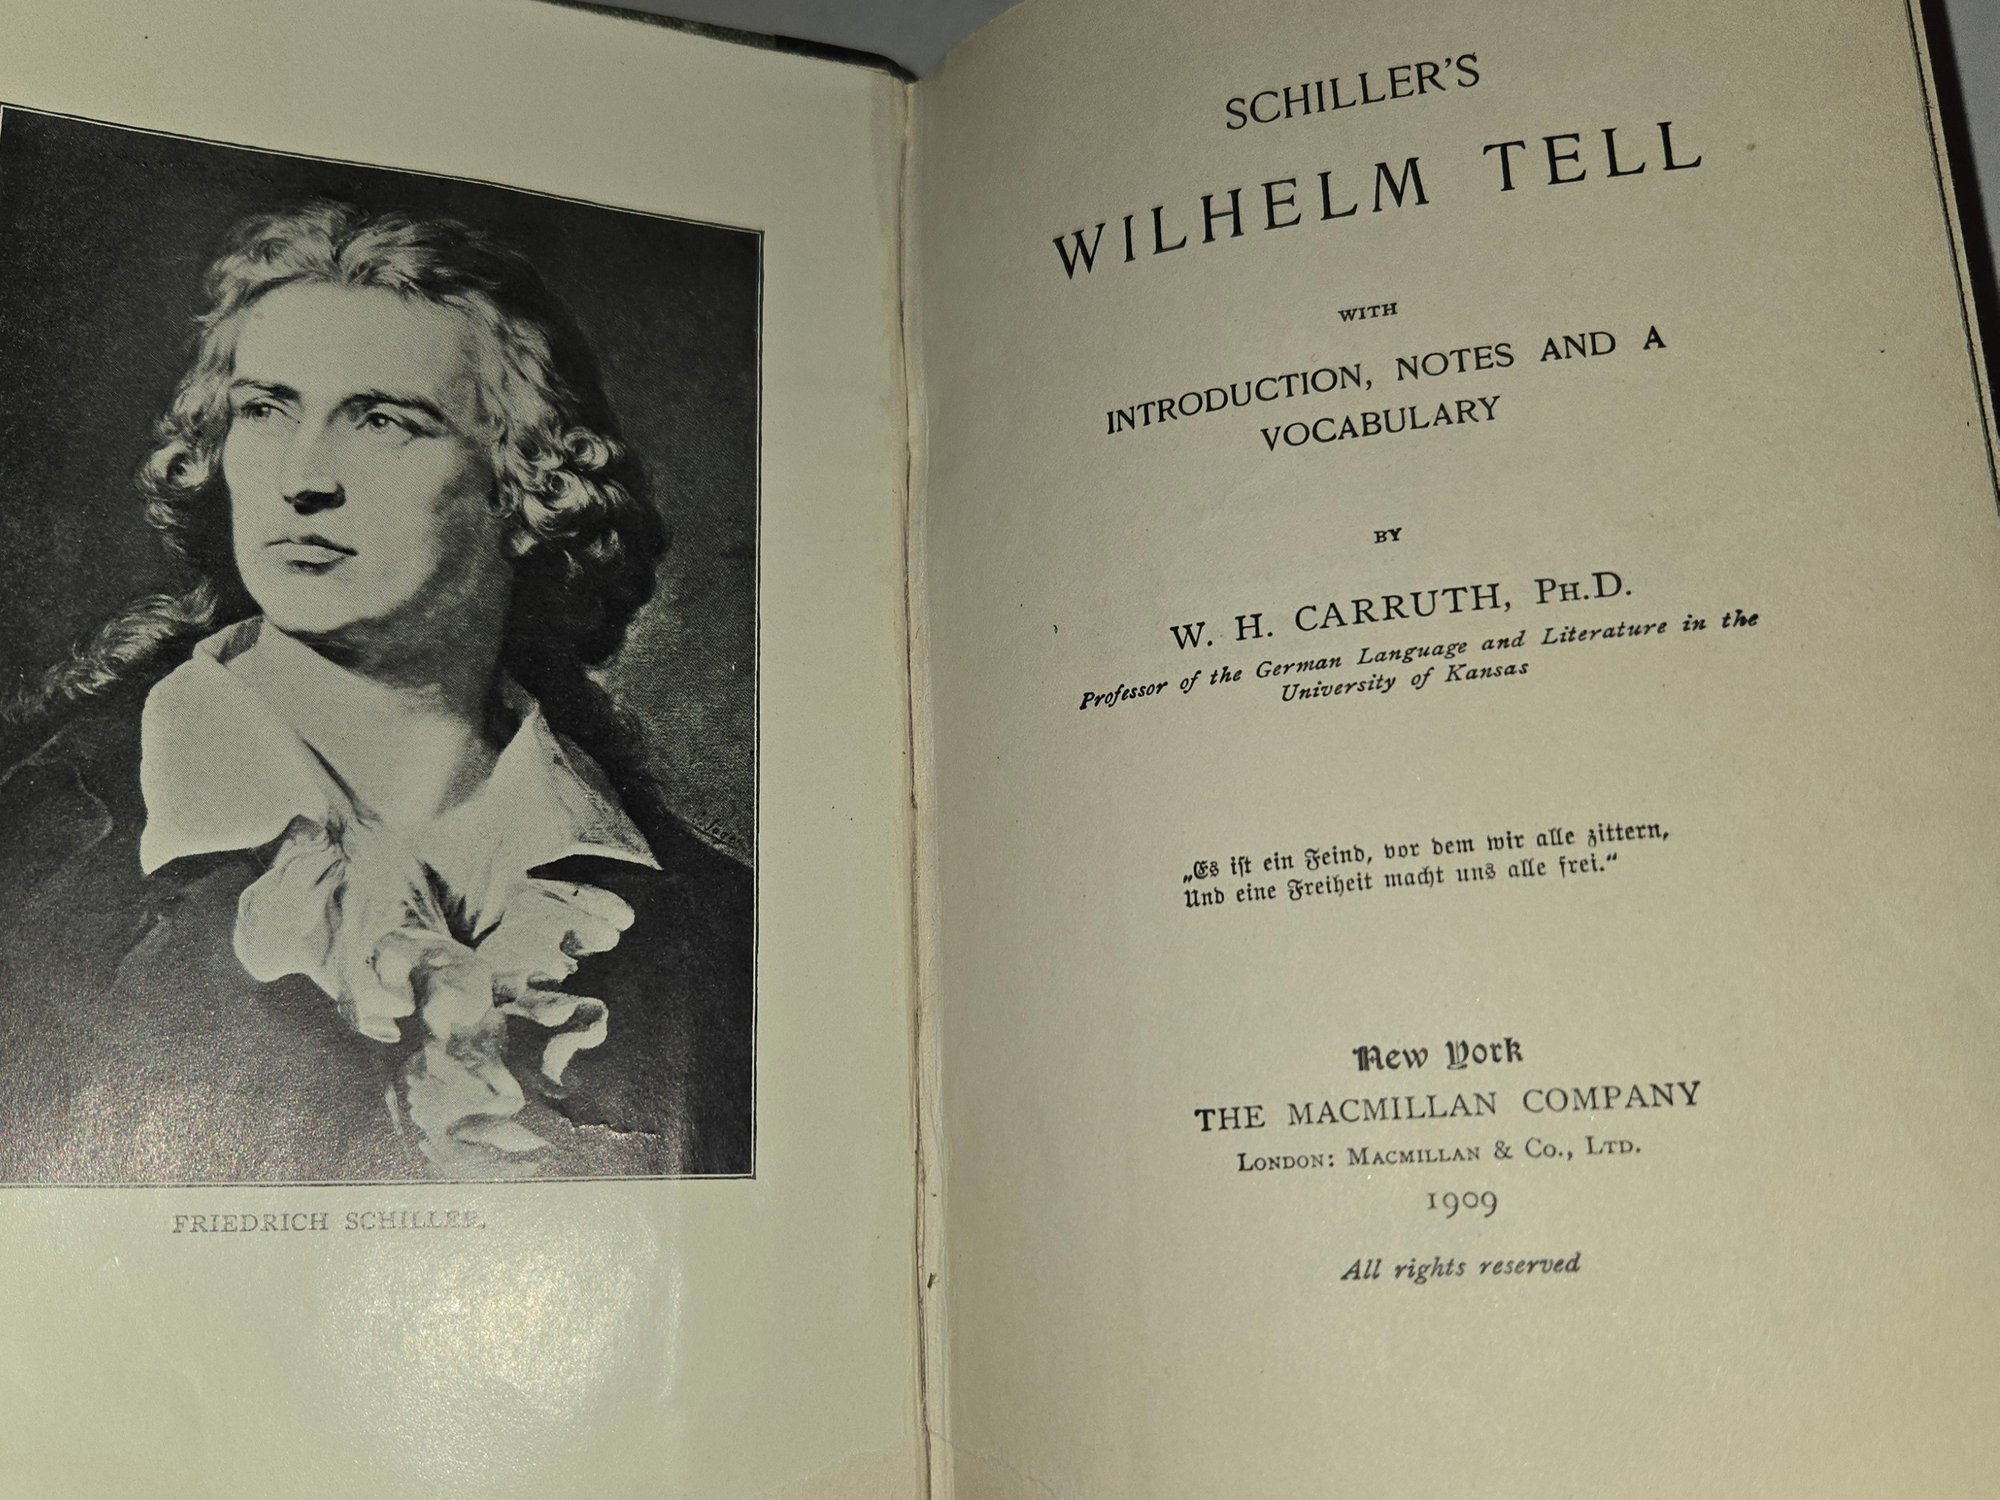 FRIEDRICH SCHILLER.
SCHILLER'S
WILHELM TELL
WITH
INTRODUCTION, NOTES AND A
VOCABULARY
BY
W. H. CARRUTH, PH.D.
Professor of the German Language and Literature in the
University of Kansas
„Es ist ein Feind, vor dem wir alle zittern,
Und eine Freiheit macht uns alle frei.“
New York
THE MACMILLAN COMPANY
LONDON: MACMILLAN & CO., LTD.
1909
All rights reserved